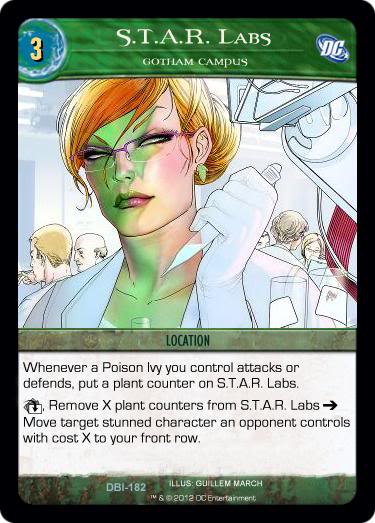 3
S.T.A.R. LABS
GOTHAM CAMPUS
DC
LOCATION
Whenever a Poison Ivy you control attacks or
defends, put a plant counter on S.T.A.R. Labs.
, Remove X plant counters from S.T.A.R. Labs ➔
Move target stunned character an opponent controls
with cost X to your front row.
DBI-182
ILLUS: GUILLEM MARCH
™ & © 2012 DC Entertainment